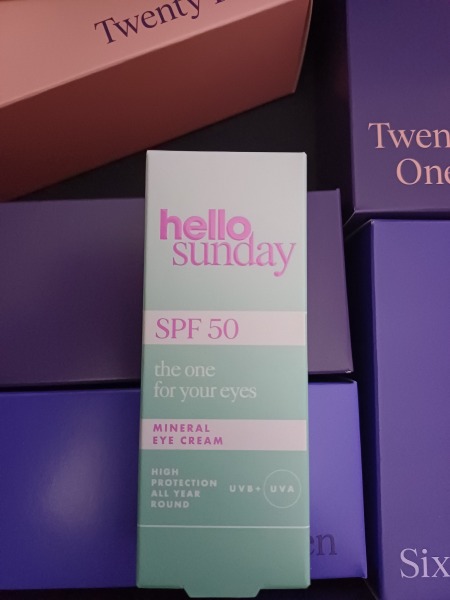 Twenty
Twen
One
hello
sunday
SPF 50
the one
for your eyes
MINERAL
EYE CREAM
HIGH
PROTECTION
ALL YEAR
ROUND
UVB+ UVA
en
Six